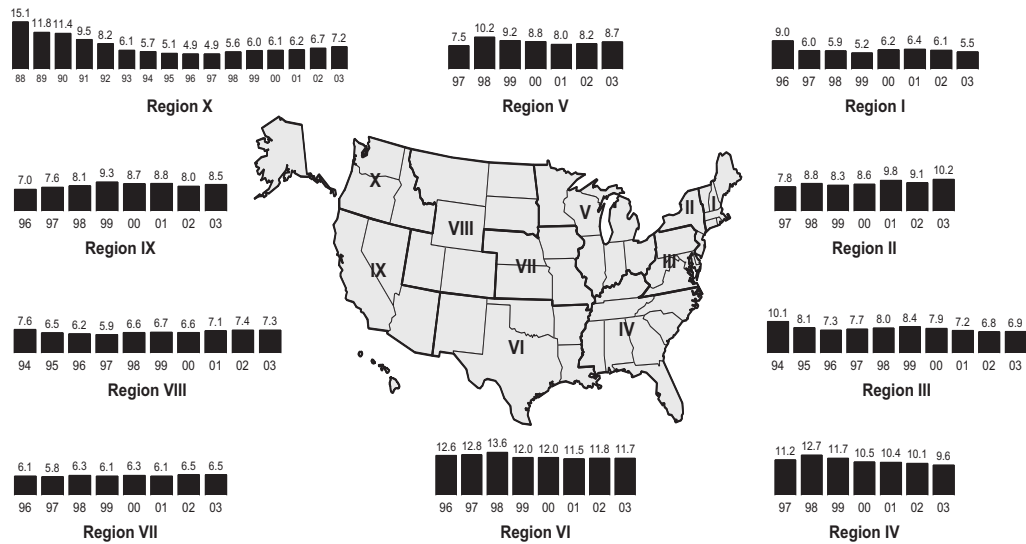 15.1 11.8 11.4 9.5 8.2 6.1 5.7 5.1 4.9 4.9 5.6 6.0 6.1 6.2 6.7 7.2
88 89 90 91 92 93 94 95 96 97 98 99 00 01 02 03
Region X
7.5 10.2 9.2 8.8 8.0 8.2 8.7
97 98 99 00 01 02 03
Region V
9.0 6.0 5.9 5.2 6.2 6.4 6.1 5.5
96 97 98 99 00 01 02 03
Region I
7.0 7.6 8.1 9.3 8.7 8.8 8.0 8.5
96 97 98 99 00 01 02 03
Region IX
7.8 8.8 8.3 8.6 9.8 9.1 10.2
97 98 99 00 01 02 03
Region II
X
V
II
I
VIII
VII
III
IX
IV
VI
7.6 6.5 6.2 5.9 6.6 6.7 6.6 7.1 7.4 7.3
94 95 96 97 98 99 00 01 02 03
Region VIII
10.1 8.1 7.3 7.7 8.0 8.4 7.9 7.2 6.8 6.9
94 95 96 97 98 99 00 01 02 03
Region III
6.1 5.8 6.3 6.1 6.3 6.1 6.5 6.5
96 97 98 99 00 01 02 03
Region VII
12.6 12.8 13.6 12.0 12.0 11.5 11.8 11.7
96 97 98 99 00 01 02 03
Region VI
11.2 12.7 11.7 10.5 10.4 10.1 9.6
97 98 99 00 01 02 03
Region IV